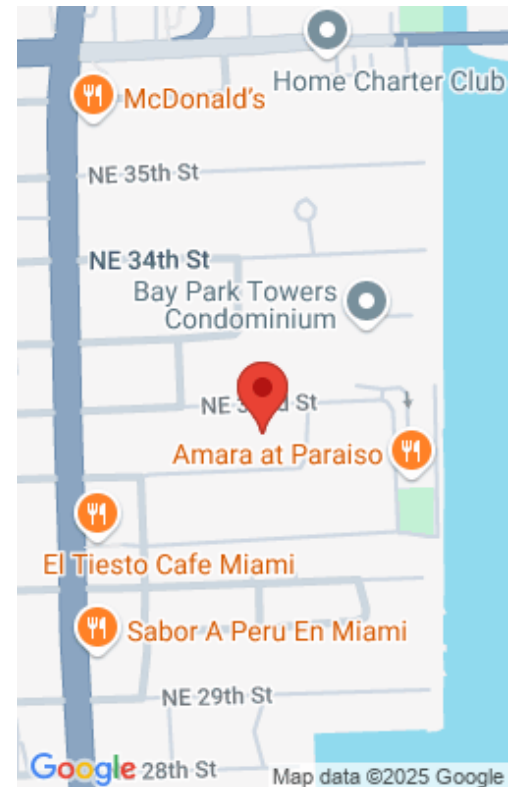 Home Charter Club
McDonald's
NE 35th St
NE 34th St
Bay Park Towers
Condominium
NE 3 d St
Amara at Paraiso
El Tiesto Cafe Miami
Sabor A Peru En Miami
NE 29th St
28th St
Google
Map data ©2025 Google